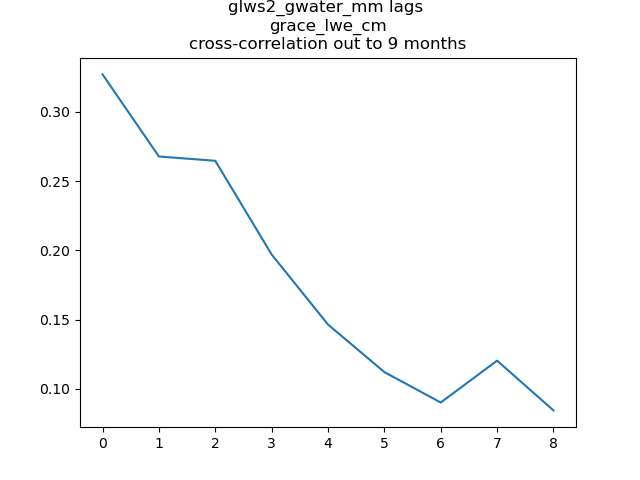 glws2_gwater_mm lags
grace_lwe_cm
cross-correlation out to 9 months
0.30
0.25
0.20
0.15
0.10
0 1 2 3 4 5 6 7 8